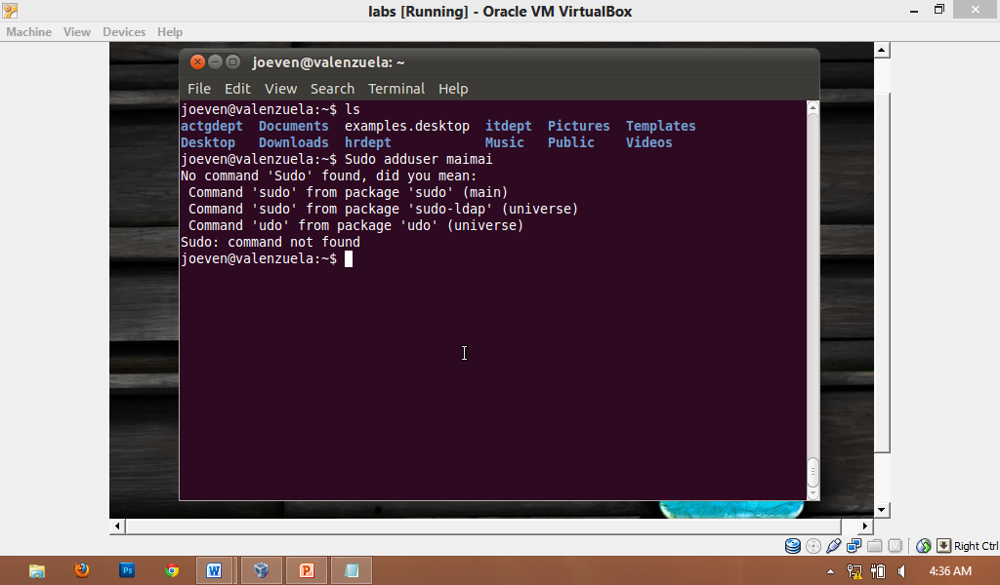 labs [Running] - Oracle VM VirtualBox
Machine View Devices Help
joeven@valenzuela: ~
File Edit View Search Terminal Help
joeven@valenzuela:~$ ls
actgdept Documents examples.desktop itdept Pictures Templates
Desktop Downloads hrdept Music Public Videos
joeven@valenzuela:~$ Sudo adduser maimai
No command 'Sudo' found, did you mean:
Command 'sudo' from package 'sudo' (main)
Command 'sudo' from package 'sudo-ldap' (universe)
Command 'udo' from package 'udo' (universe)
Sudo: command not found
joeven@valenzuela:~$
Right Ctrl
Ps
W
P
4:36 AM